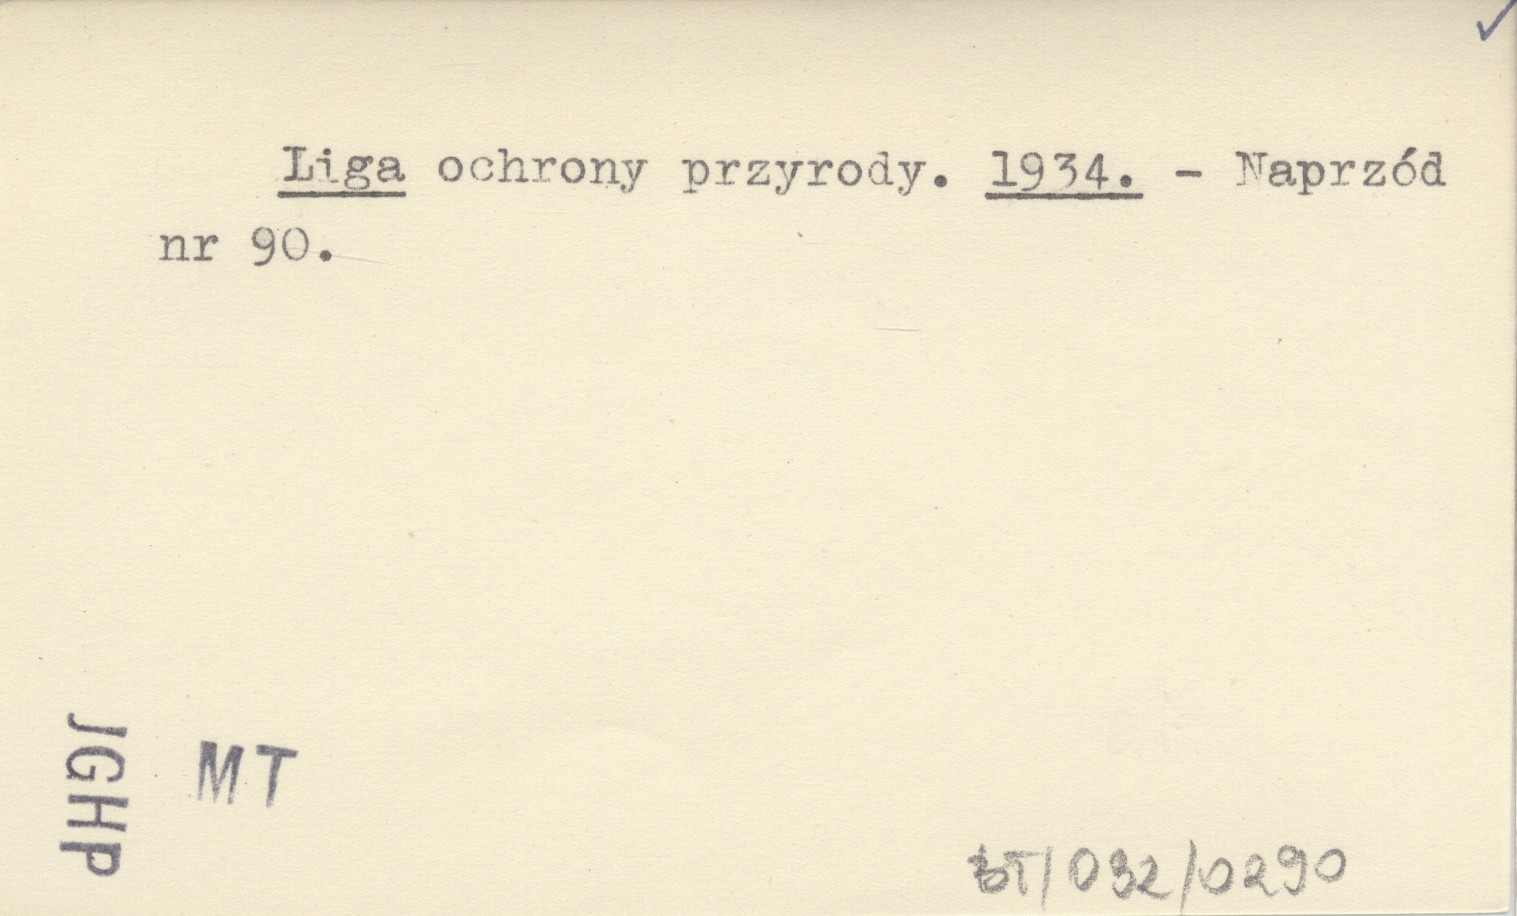 Liga ochrony przyrody. 1934. - Naprzód
nr 90.
JGHP
MT
BT/032/0290